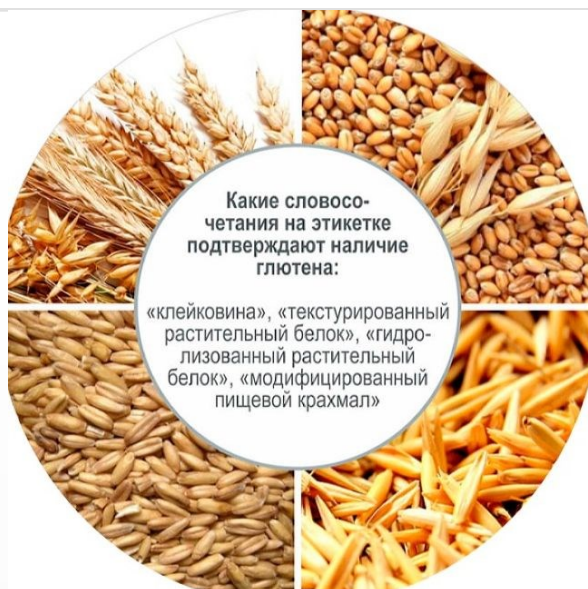 Какие словосо-
четания на этикетке
подтверждают наличие
глютена:
«клейковина», «текстурированный
растительный белок», «гидро-
лизованный растительный
белок», «модифицированный
пищевой крахмал»